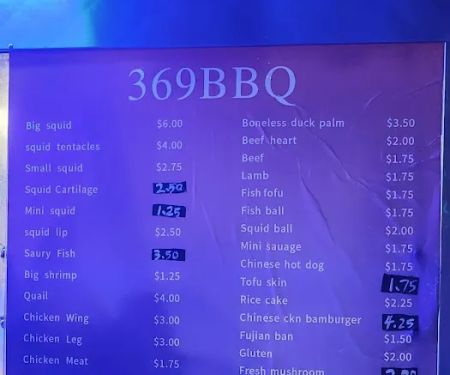 369BBQ
Big squid $6.00
squid tentacles $4.00
Small squid $2.75
Squid Cartilage 2.50
Mini squid 1.25
squid lip $2.50
Saury Fish 3.50
Big shrimp $1.25
Quail $4.00
Chicken Wing $3.00
Chicken Leg $3.00
Chicken Meat $1.75
Boneless duck palm $3.50
Beef heart $2.00
Beef $1.75
Lamb $1.75
Fish fofu $1.75
Fish ball $1.75
Squid ball $2.00
Mini sauage $1.75
Chinese hot dog $1.75
Tofu skin 1.75
Rice cake $2.25
Chinese ckn bamburger 4.25
Fujian ban $1.50
Gluten $2.00
Fresh mushroom